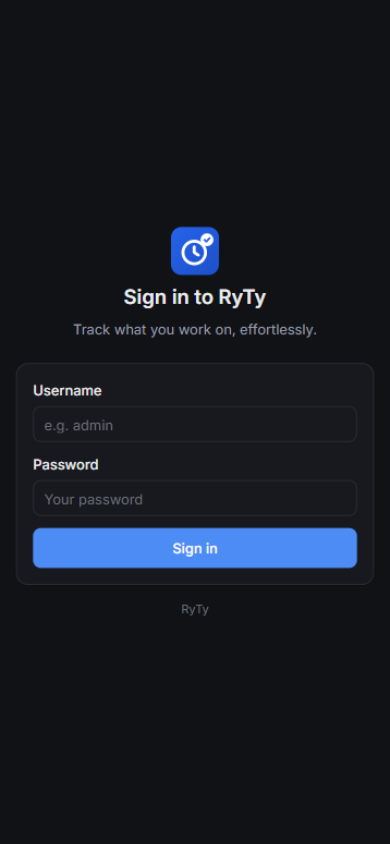 Sign in to RyTy
Track what you work on, effortlessly.
Username
e.g. admin
Password
Your password
Sign in
RyTy